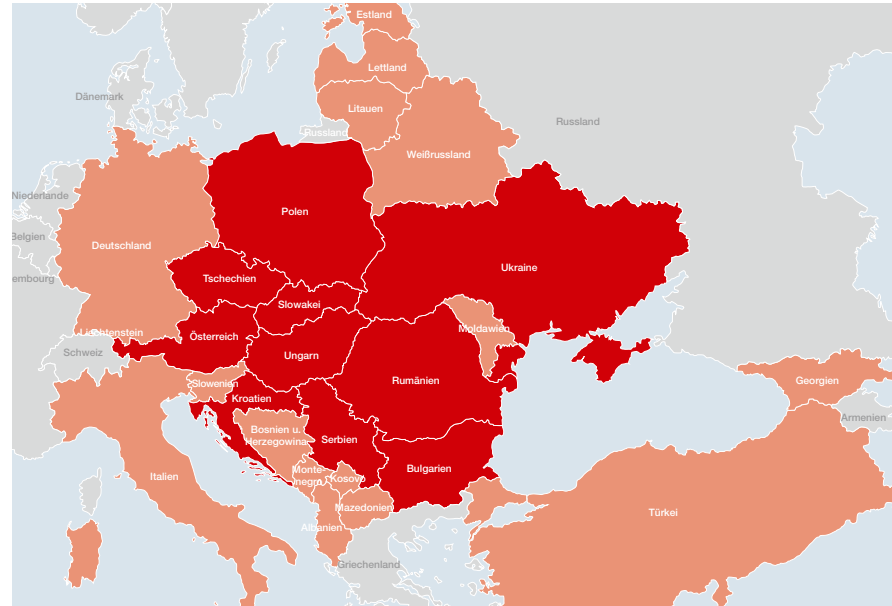 Estland
Lettland
Dänemark
Litauen
Russland
Russland
Weißrussland
Niederlande
Polen
Belgien
Deutschland
Ukraine
Tschechien
embourg
Slowakei
Moldawien
Liechtenstein
Österreich
Schweiz
Ungarn
Rumänien
Georgien
Slowenien
Kroatien
Armenien
Bosnien u.
Herzegowina
Serbien
Bulgarien
Monte-
negro
Kosovo
Italien
Mazedonien
Türkei
Albanien
Griechenland